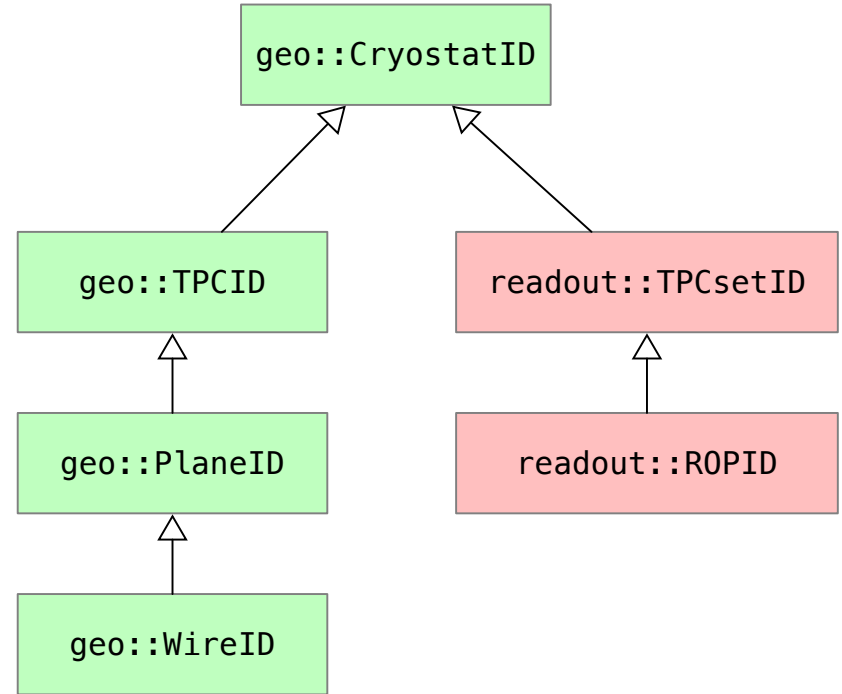 geo::CryostatID
geo::TPCID
readout::TPCsetID
geo::PlaneID
readout::ROPID
geo::WireID